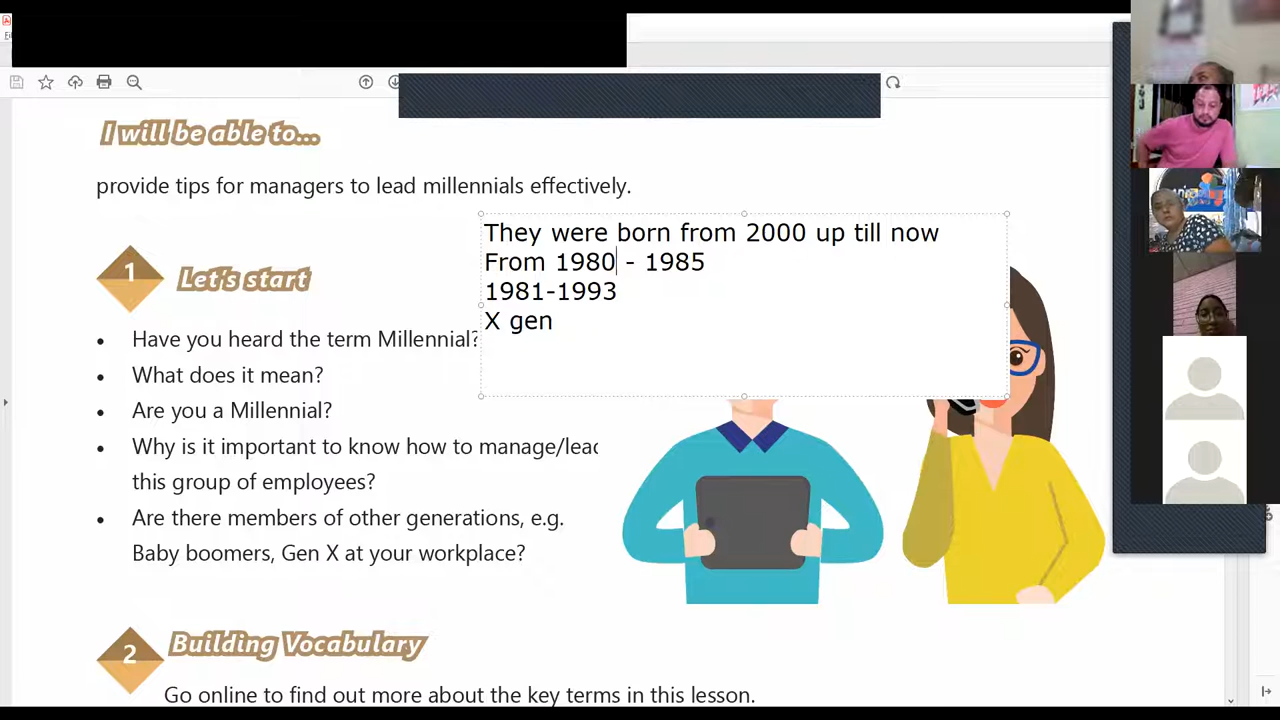 I will be able to...
provide tips for managers to lead millennials effectively.
They were born from 2000 up till now
From 1980 - 1985
1981-1993
X gen
1
Let's start
• Have you heard the term Millennial?
• What does it mean?
• Are you a Millennial?
• Why is it important to know how to manage/lead
this group of employees?
• Are there members of other generations, e.g.
Baby boomers, Gen X at your workplace?
2
Building Vocabulary
Go online to find out more about the key terms in this lesson.